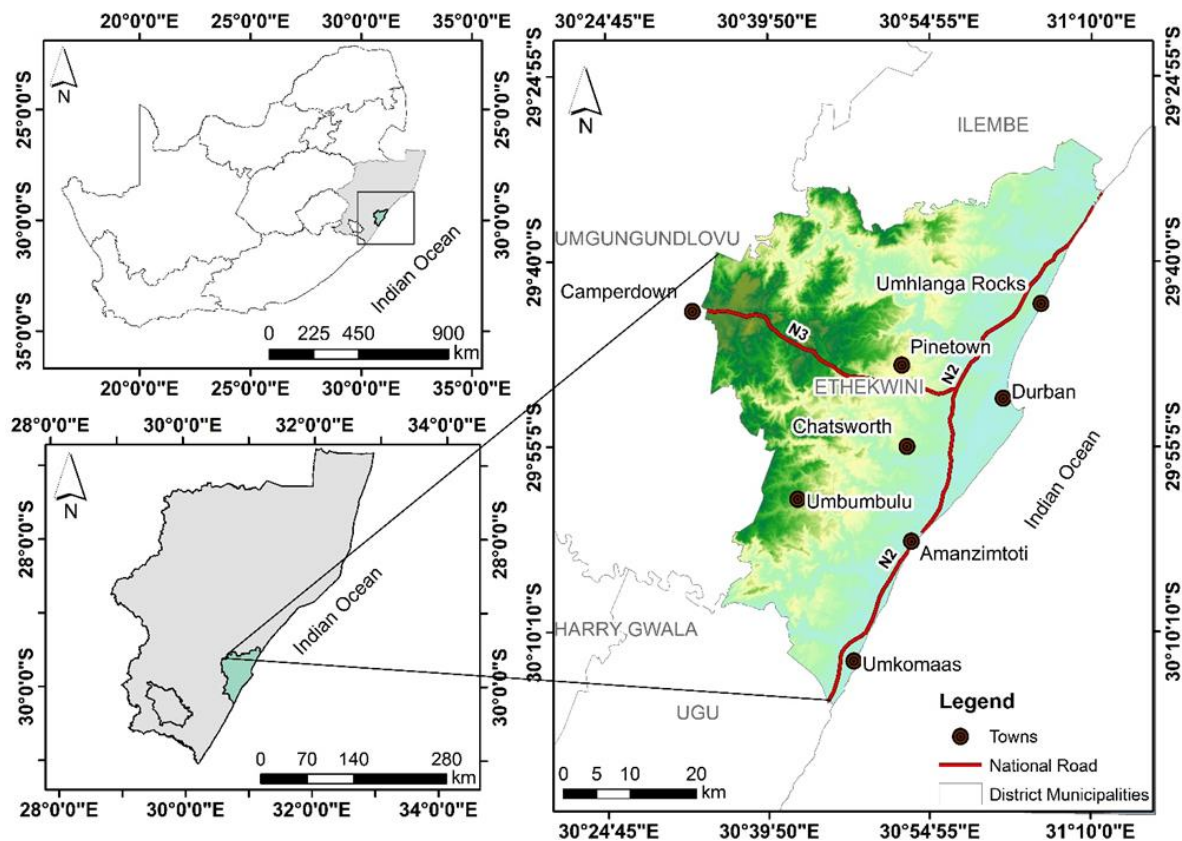 20°0'0"E 25°0'0"E 30°0'0"E 35°0'0"E
25°0'0"S
30°0'0"S
35°0'0"S
N
25°0'0"S
30°0'0"S
35°0'0"S
Indian Ocean
0 225 450 900
km
20°0'0"E 25°0'0"E 30°0'0"E 35°0'0"E
28°0'0"E 30°0'0"E 32°0'0"E 34°0'0"E
N
28°0'0"S
30°0'0"S
28°0'0"S
30°0'0"S
Indian Ocean
0 70 140 280
km
28°0'0"E 30°0'0"E 32°0'0"E 34°0'0"E
30°24'45"E 30°39'50"E 30°54'55"E 31°10'0"E
29°24'55"S
29°40'0"S
29°55'5"S
30°10'10"S
29°24'55"S
29°40'0"S
29°55'5"S
30°10'10"S
N
ILEMBE
UMGUNGUNDLOVU
Camperdown
Umhlanga Rocks
N3
Pinetown
N2
ETHEKWINI
Durban
Chatsworth
Indian Ocean
Umbumbulu
Amanzimtoti
N2
HARRY GWALA
Umkomaas
UGU
Legend
Towns
National Road
District Municipalities
0 5 10 20
km
30°24'45"E 30°39'50"E 30°54'55"E 31°10'0"E